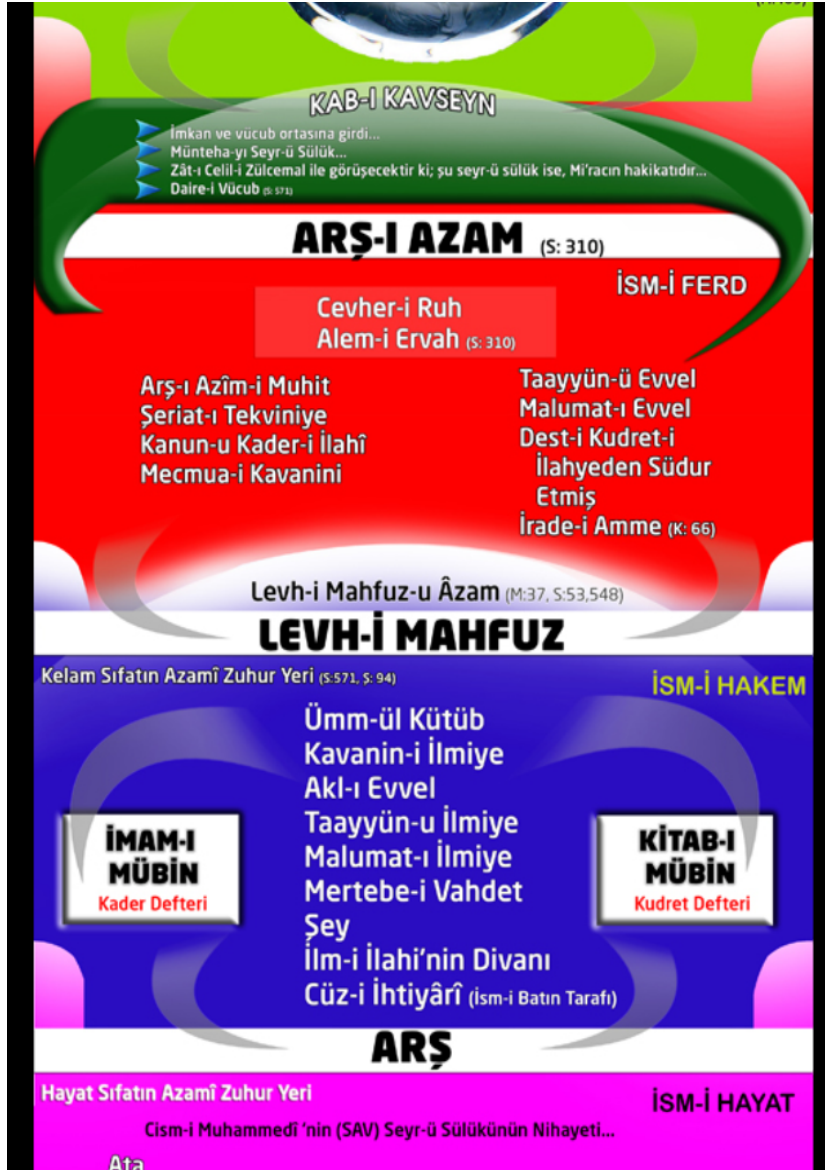 KAB-I KAVSEYN
İmkan ve vücub ortasına girdi...
Münteha-yı Seyr-ü Sülük...
Zât-ı Celil-i Zülcemal ile görüşecektir ki; şu seyr-ü sülük ise, Mi'racın hakikatıdır...
Daire-i Vücub (S: 571)
ARŞ-I AZAM (S: 310)
İSM-İ FERD
Cevher-i Ruh
Alem-i Ervah (S: 310)
Arş-ı Azîm-i Muhit
Şeriat-ı Tekviniye
Kanun-u Kader-i İlahî
Mecmua-i Kavanini
Taayyün-ü Evvel
Malumat-ı Evvel
Dest-i Kudret-i
İlahyeden Südur
Etmiş
İrade-i Amme (K: 66)
Levh-i Mahfuz-u Âzam (M:37, S:53,548)
LEVH-İ MAHFUZ
Kelam Sıfatın Azamî Zuhur Yeri (S:571, Ş: 94)
İSM-İ HAKEM
Ümm-ül Kütüb
Kavanin-i İlmiye
Akl-ı Evvel
Taayyün-u İlmiye
Malumat-ı İlmiye
Mertebe-i Vahdet
Şey
İlm-i İlahi'nin Divanı
Cüz-i İhtiyârî (İsm-i Batın Tarafı)
İMAM-I
MÜBİN
Kader Defteri
KİTAB-I
MÜBİN
Kudret Defteri
ARŞ
Hayat Sıfatın Azamî Zuhur Yeri
İSM-İ HAYAT
Cism-i Muhammedî 'nin (SAV) Seyr-ü Sülükünün Nihayeti...
Ata